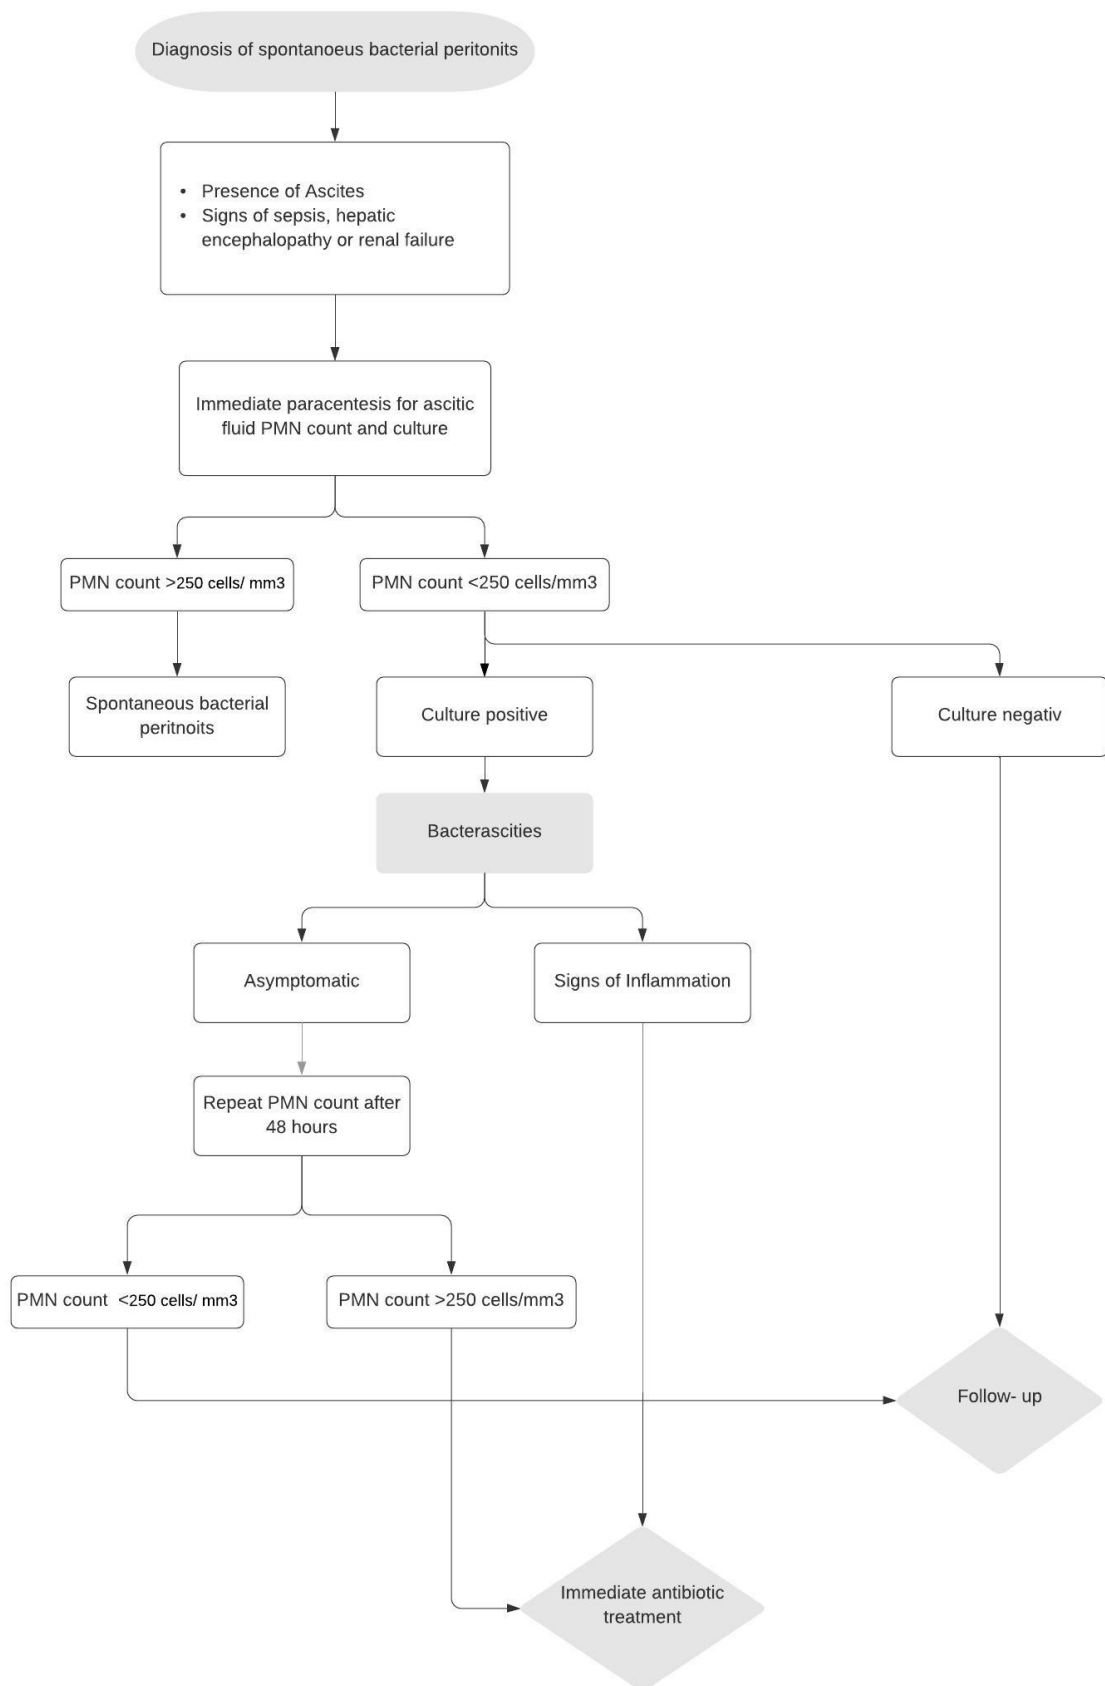 Diagnosis of spontanoeus bacterial peritonits
• Presence of Ascites
• Signs of sepsis, hepatic
encephalopathy or renal failure
Immediate paracentesis for ascitic
fluid PMN count and culture
PMN count >250 cells/ mm3
PMN count <250 cells/mm3
Spontaneous bacterial
peritnoits
Culture positive
Culture negativ
Bacterascities
Asymptomatic
Signs of Inflammation
Repeat PMN count after
48 hours
PMN count <250 cells/ mm3
PMN count >250 cells/mm3
Follow- up
Immediate antibiotic
treatment